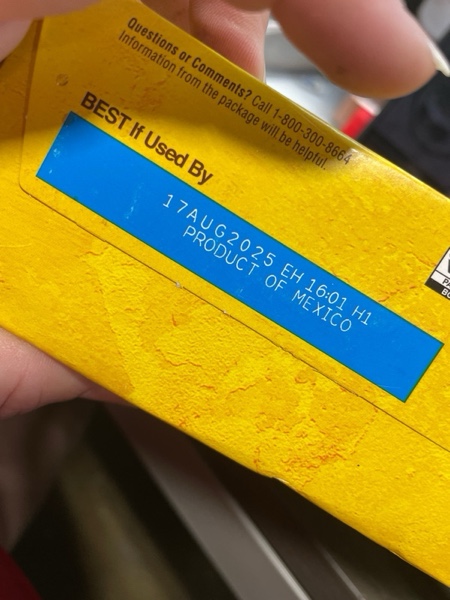 Questions or Comments? Call 1-800-300-8664
Information from the package will be helpful.
BEST If Used By
17AUG2025 EH 16:01 H1
PRODUCT OF MEXICO